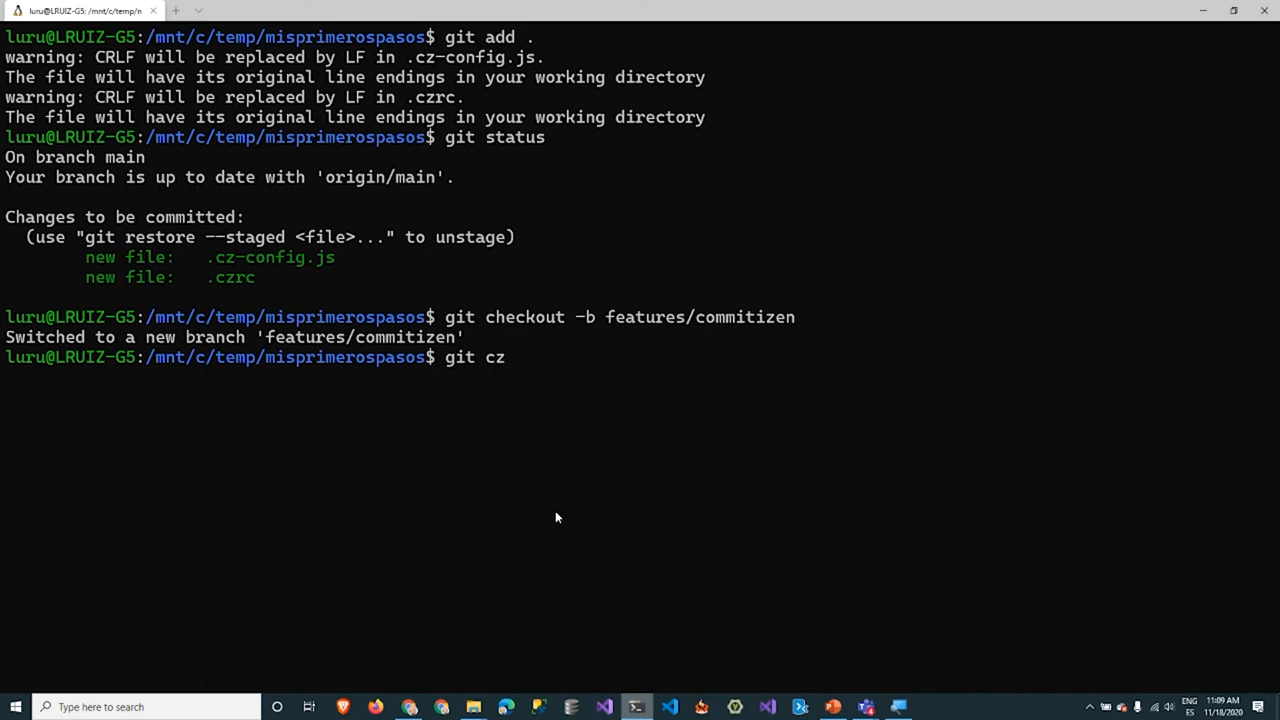 luru@LRUIZ-G5: /mnt/c/temp/n
luru@LRUIZ-G5:/mnt/c/temp/misprimerospasos$ git add .
warning: CRLF will be replaced by LF in .cz-config.js.
The file will have its original line endings in your working directory
warning: CRLF will be replaced by LF in .czrc.
The file will have its original line endings in your working directory
luru@LRUIZ-G5:/mnt/c/temp/misprimerospasos$ git status
On branch main
Your branch is up to date with 'origin/main'.
Changes to be committed:
(use "git restore --staged <file>..." to unstage)
new file:   .cz-config.js
new file:   .czrc
luru@LRUIZ-G5:/mnt/c/temp/misprimerospasos$ git checkout -b features/commitizen
Switched to a new branch 'features/commitizen'
luru@LRUIZ-G5:/mnt/c/temp/misprimerospasos$ git cz
Type here to search
ENG
ES
11:09 AM
11/18/2020